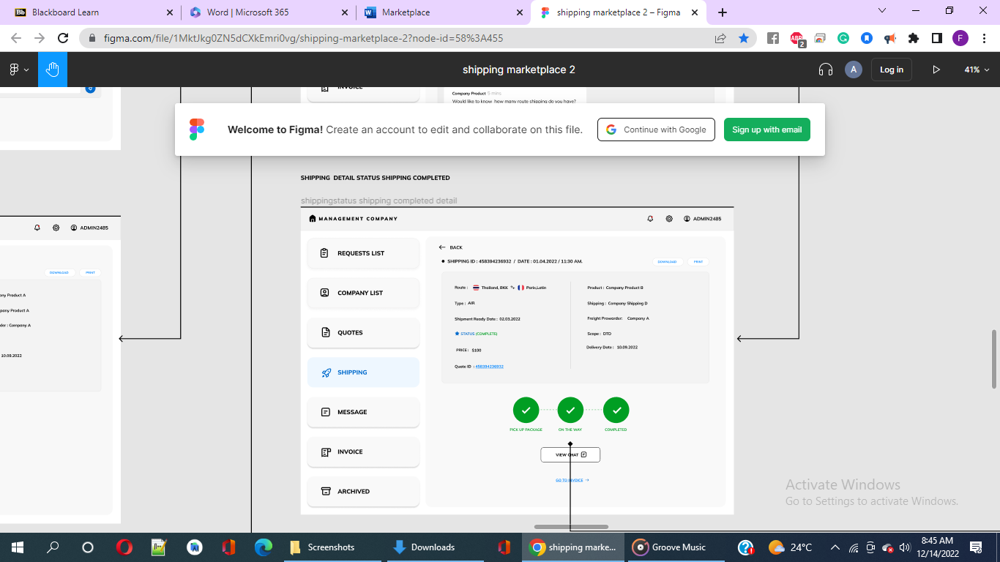 Blackboard Learn
Word | Microsoft 365
Marketplace
shipping marketplace 2 – Figma
figma.com/file/1MktJkg0ZN5dCXkEmri0vg/shipping-marketplace-2?node-id=58%3A455
ABP
2
F
shipping marketplace 2
A
Log in
41%
INVOICE
Company Product 5 mins.
Would like to know how many route shipping do you have?
Welcome to Figma! Create an account to edit and collaborate on this file.
Continue with Google
Sign up with email
SHIPPING DETAIL STATUS SHIPPING COMPLETED
shippingstatus shipping completed detail
MANAGEMENT COMPANY
ADMIN2485
ADMIN2485
DOWNLOAD
PRINT
any Product A
pany Product A
der : Company A
10.09.2022
REQUESTS LIST
COMPANY LIST
QUOTES
SHIPPING
MESSAGE
INVOICE
ARCHIVED
BACK
SHIPPING ID : 458394236932 / DATE : 01.04.2022 / 11:30 AM.
DOWNLOAD
PRINT
Route : Thailand, BKK Paris,Latin
Type : AIR
Shipment Ready Date : 02.03.2022
STATUS (COMPLETE)
PRICE : $100
Quote ID : 458394236932
Product : Company Product B
Shipping : Company Shipping D
Freight Prowarder: Company A
Scope : DTD
Delivery Date : 10.09.2022
PICK UP PACKAGE
ON THE WAY
COMPLETED
VIEW CHAT
GO TO INVOICE
Activate Windows
Go to Settings to activate Windows.
Screenshots
Downloads
shipping marke...
Groove Music
24°C
8:45 AM
12/14/2022